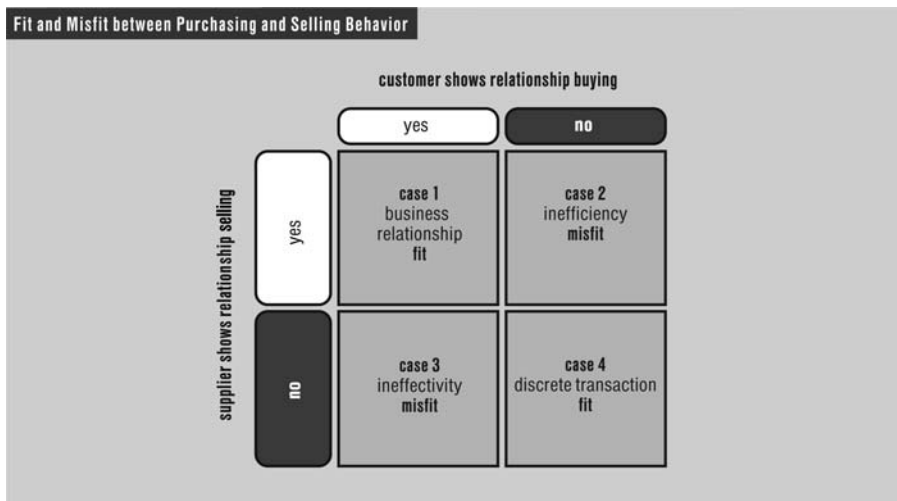 Fit and Misfit between Purchasing and Selling Behavior
customer shows relationship buying
yes
no
supplier shows relationship selling
yes
case 1
business
relationship
fit
case 2
inefficiency
misfit
no
case 3
ineffectivity
misfit
case 4
discrete transaction
fit